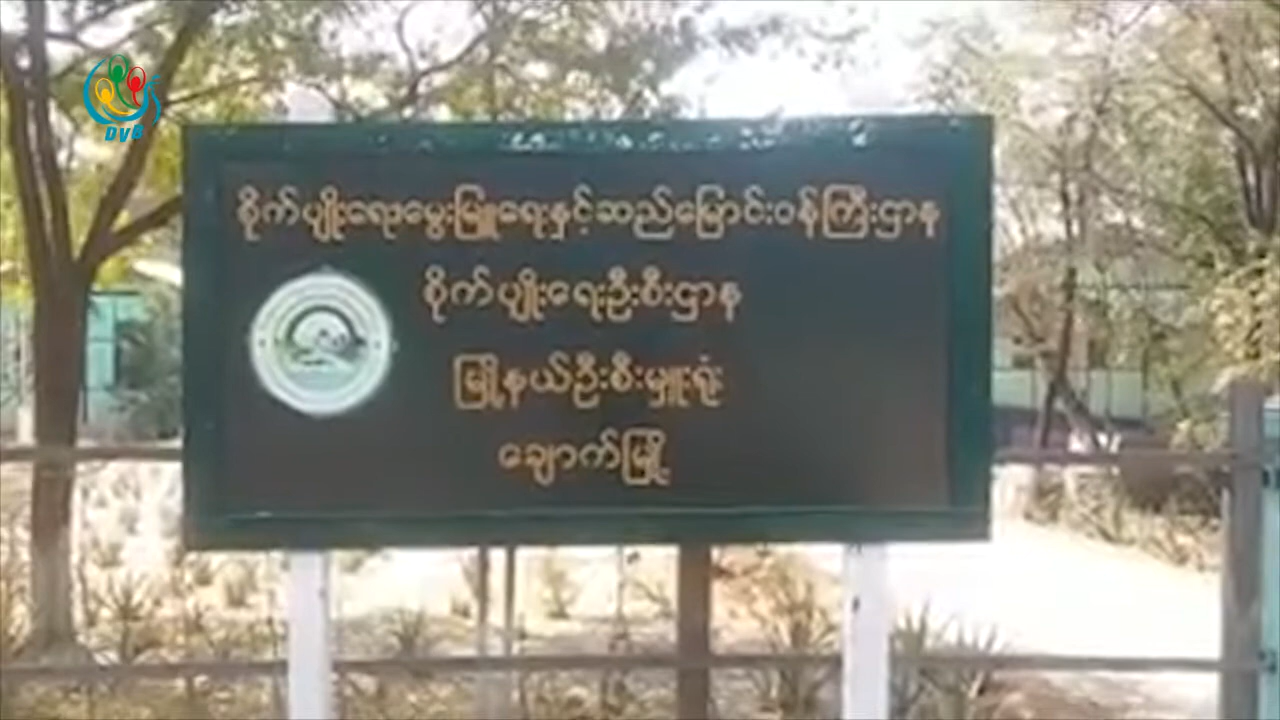 DVB
စိုက်ပျိုးရေး၊မွေးမြူရေးနှင့်ဆည်မြောင်းဝန်ကြီးဌာန
စိုက်ပျိုးရေးဦးစီးဌာန
မြို့နယ်ဦးစီးမှူးရုံး
ချောက်မြို့